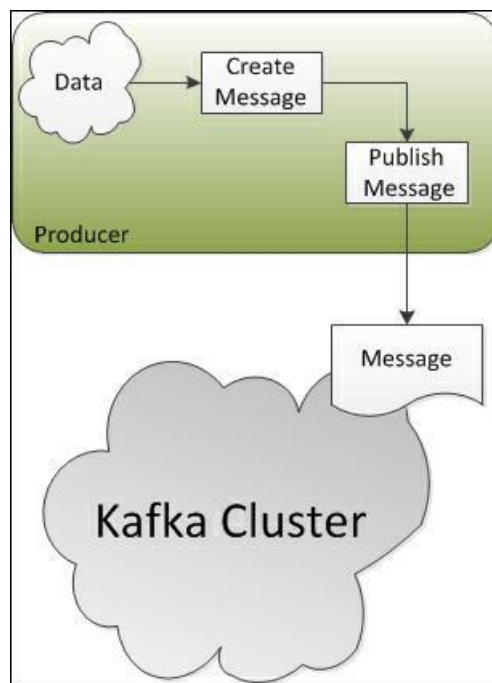 Data
Create
Message
Publish
Message
Producer
Message
Kafka Cluster